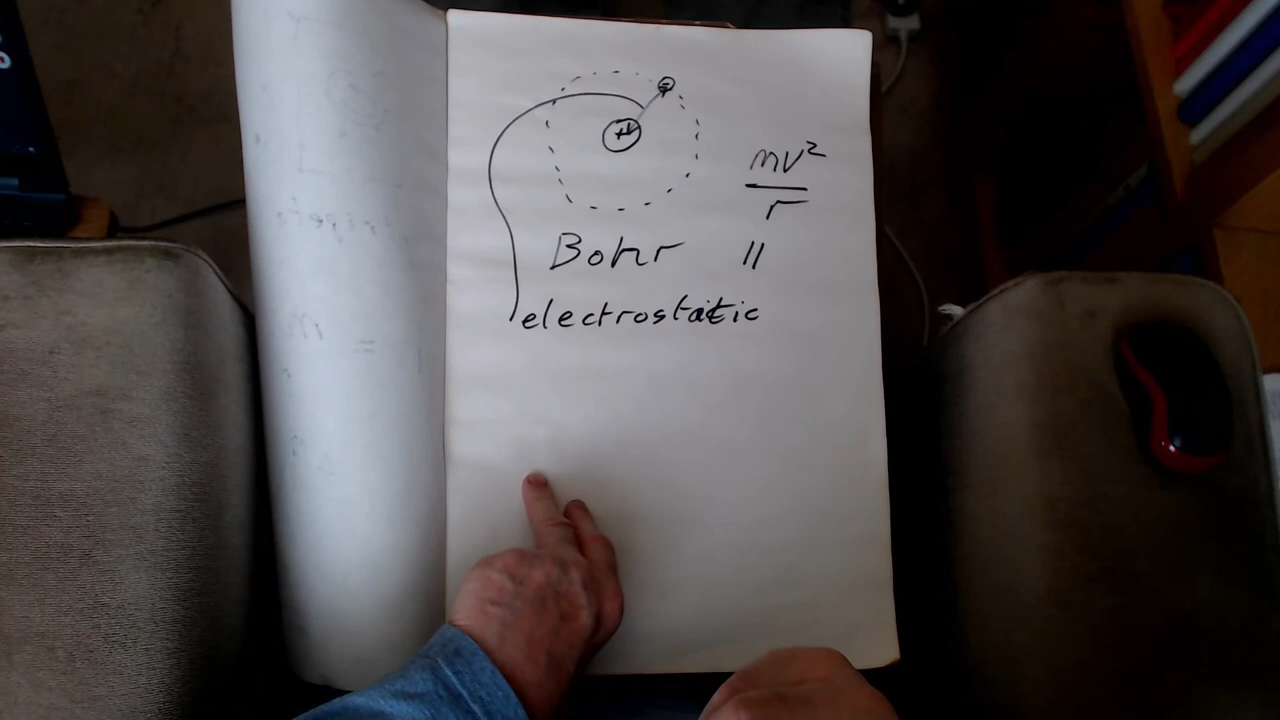 -
+
mv²
r
Bohr =
electrostatic